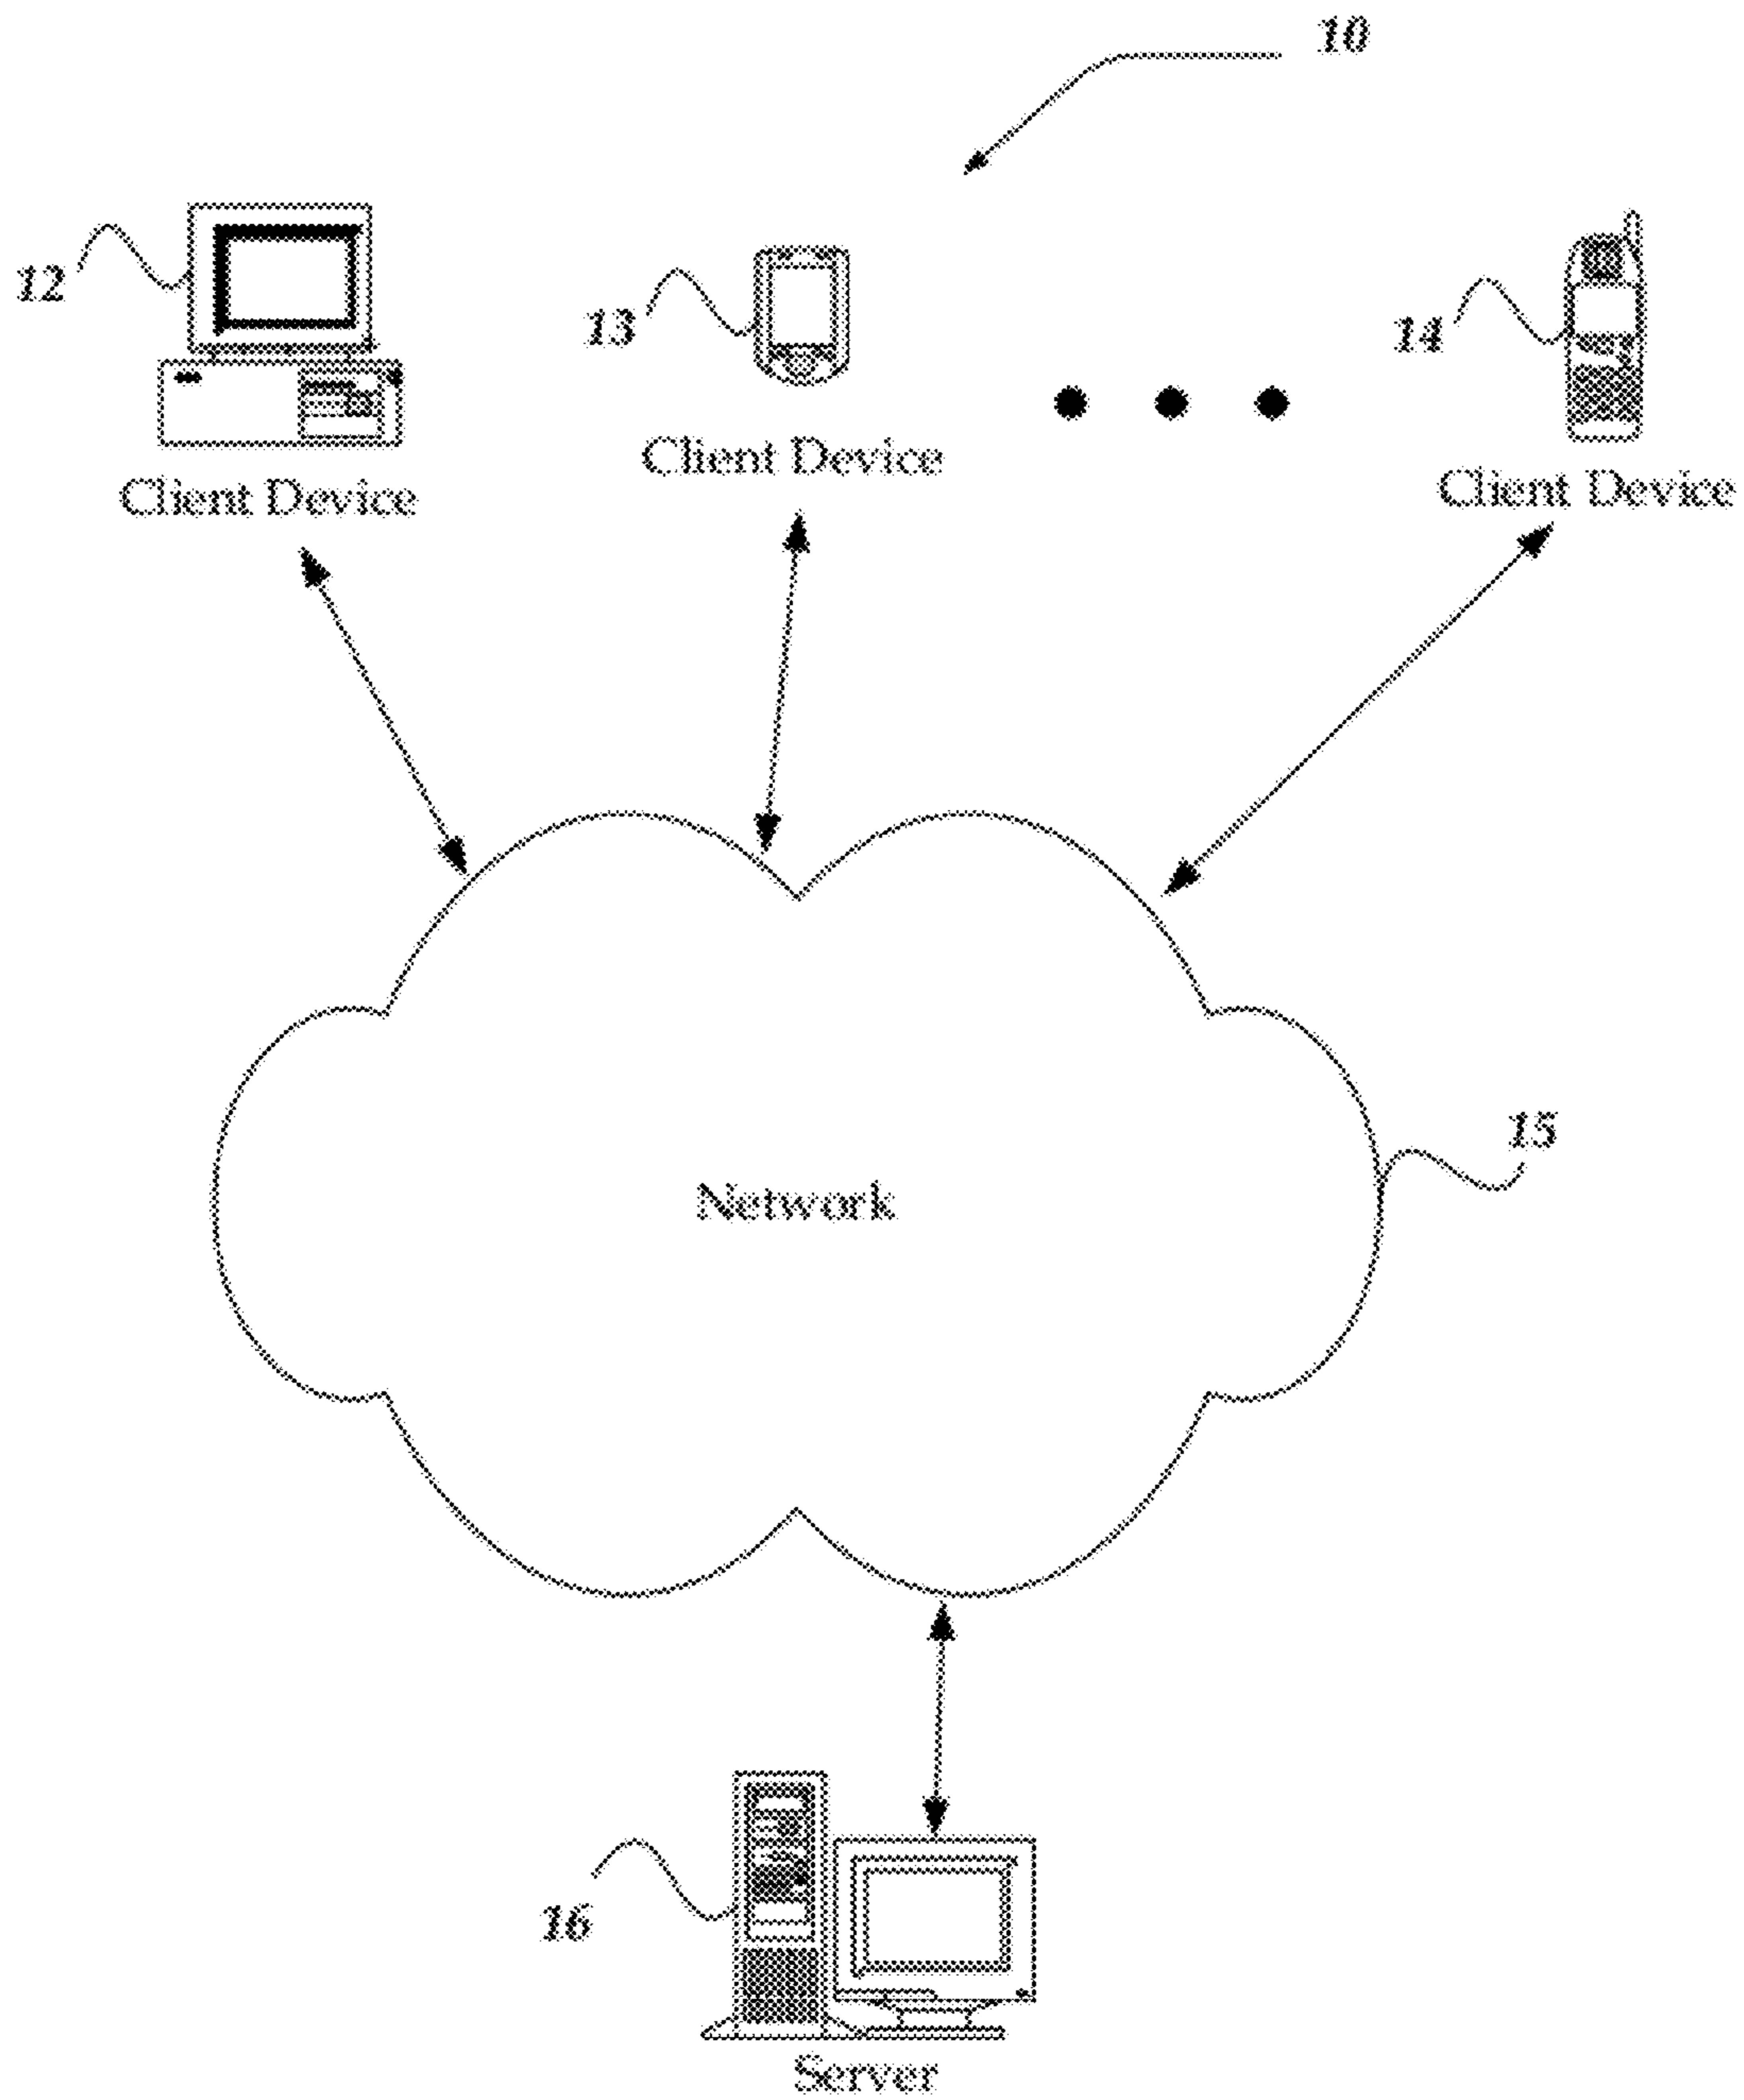 10
12
13
14
Client Device
Client Device
Client Device
Network
15
16
Server